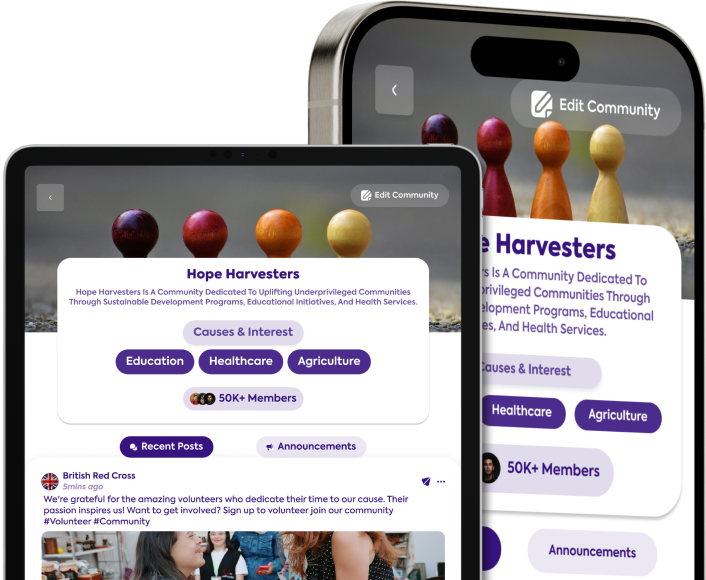 Edit Community
Hope Harvesters
Hope Harvesters Is A Community Dedicated To Uplifting Underprivileged Communities
Through Sustainable Development Programs, Educational Initiatives, And Health Services.
Causes & Interest
Education Healthcare Agriculture
50K+ Members
Recent Posts Announcements
British Red Cross
5mins ago
We're grateful for the amazing volunteers who dedicate their time to our cause. Their
passion inspires us! Want to get involved? Sign up to volunteer join our community
#Volunteer #Community
Edit Community
e Harvesters
rs Is A Community Dedicated To
privileged Communities Through
elopment Programs, Educational
es, And Health Services.
Causes & Interest
Healthcare Agriculture
50K+ Members
Announcements